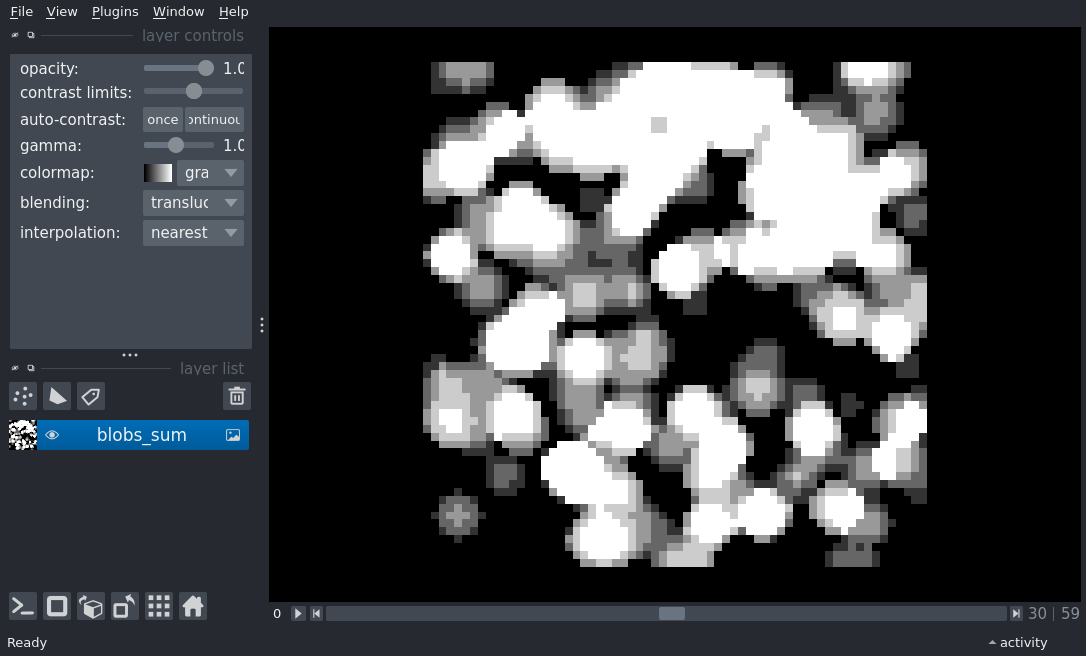 File View Plugins Window Help
layer controls
opacity: 1.0
contrast limits:
auto-contrast: once ontinuou
gamma: 1.0
colormap: gra
blending: transluc
interpolation: nearest
layer list
blobs_sum
0 30 | 59
Ready activity